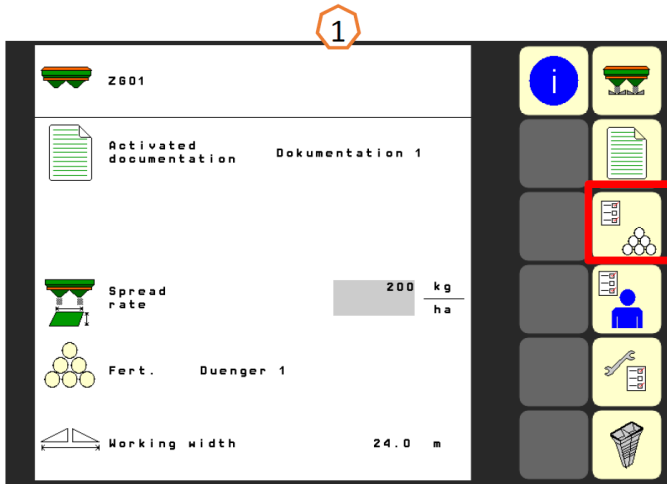 1
ZG01
i
Activated
documentation Dokumentation 1
Spread
rate
200 kg
ha
Fert. Duenger 1
Working width 24.0 m